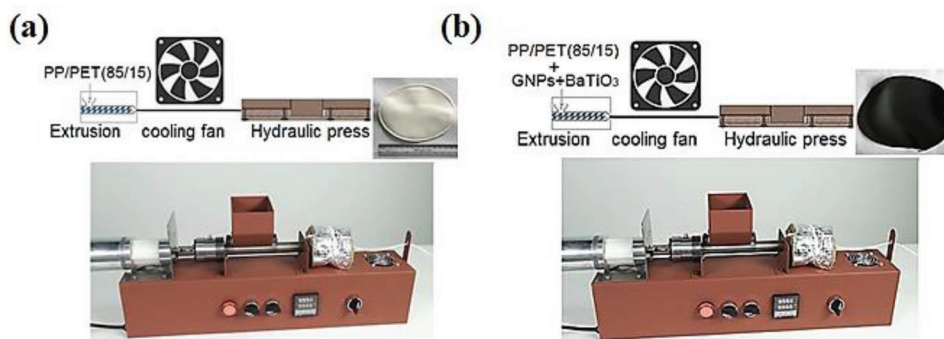 (a)
PP/PET(85/15)
Extrusion
cooling fan
Hydraulic press
(b)
PP/PET(85/15)
+
GNPs+BaTiO₃
Extrusion
cooling fan
Hydraulic press